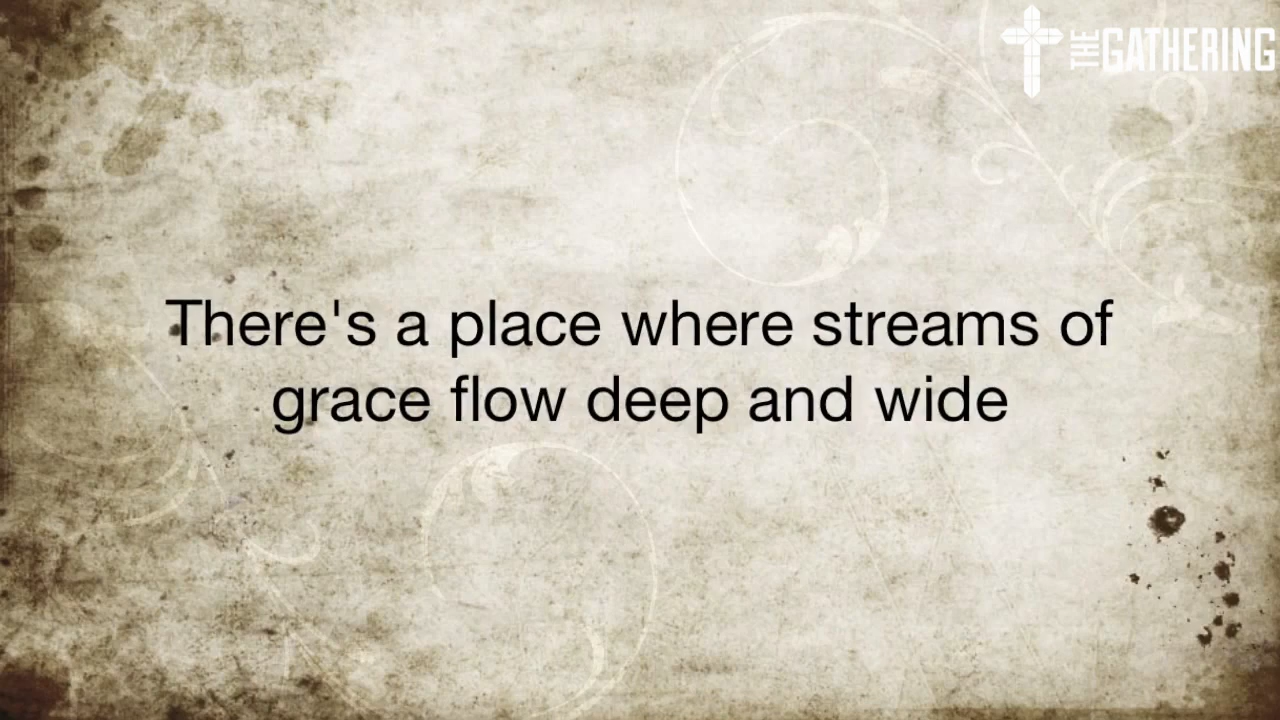 THE GATHERING
There's a place where streams of
grace flow deep and wide